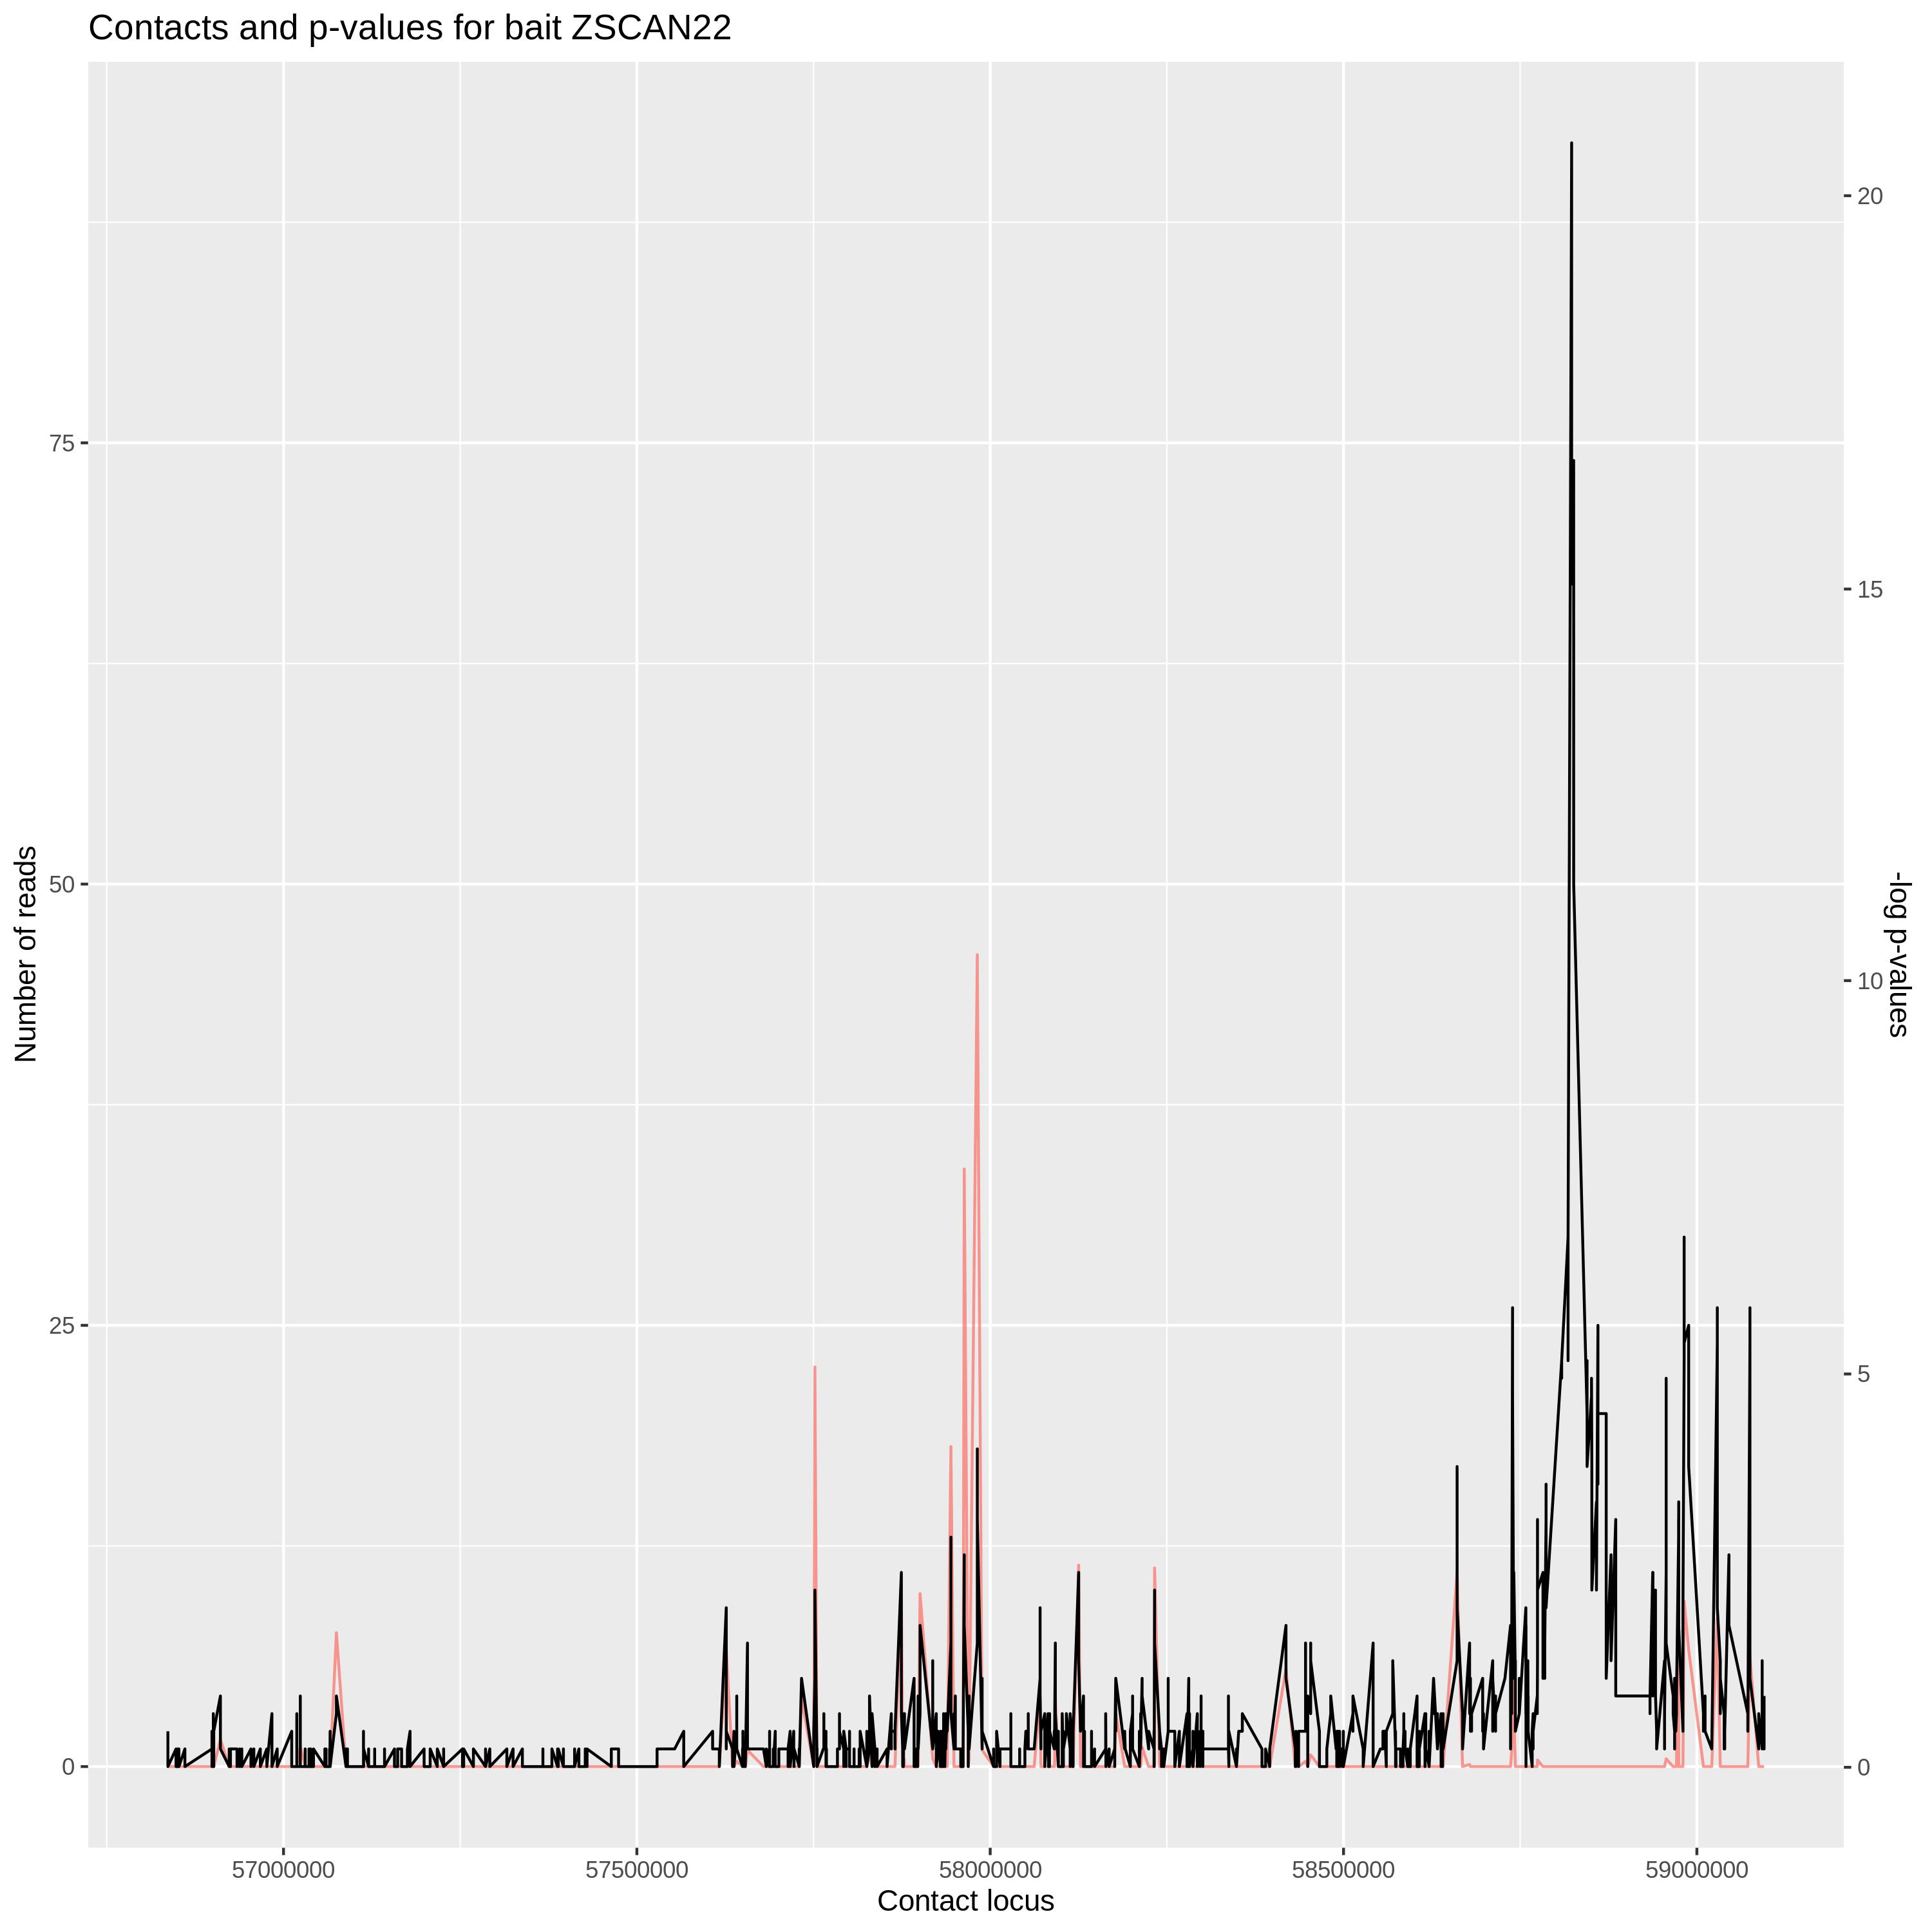 Contacts and p-values for bait ZSCAN22
Number of reads
75
50
25
0
20
15
10
5
0
-log p-values
57000000 57500000 58000000 58500000 59000000
Contact locus